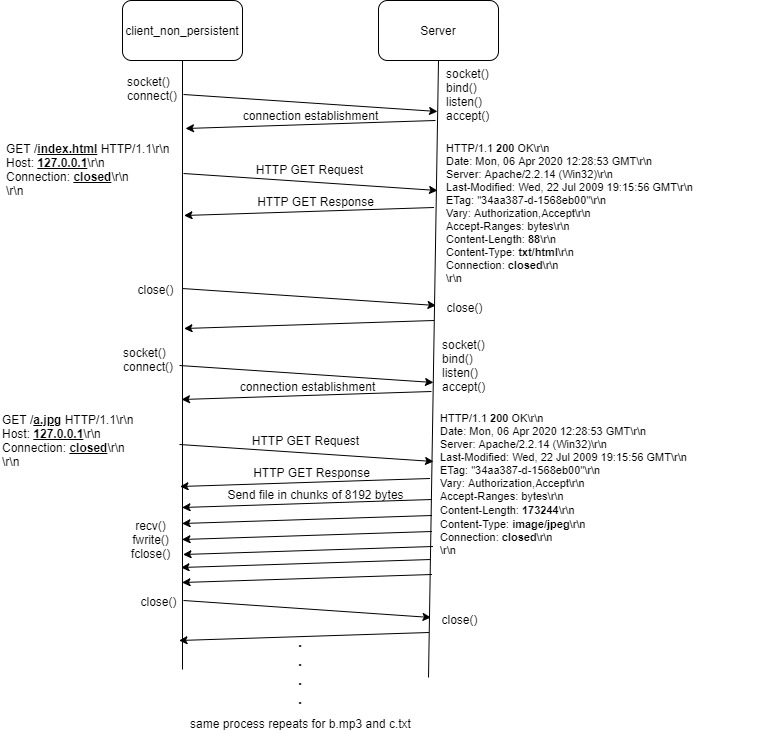 client_non_persistent
Server
socket()
connect()
socket()
bind()
listen()
accept()
connection establishment
GET /index.html HTTP/1.1\r\n
Host: 127.0.0.1\r\n
Connection: closed\r\n
\r\n
HTTP GET Request
HTTP GET Response
HTTP/1.1 200 OK\r\n
Date: Mon, 06 Apr 2020 12:28:53 GMT\r\n
Server: Apache/2.2.14 (Win32)\r\n
Last-Modified: Wed, 22 Jul 2009 19:15:56 GMT\r\n
ETag: "34aa387-d-1568eb00"\r\n
Vary: Authorization,Accept\r\n
Accept-Ranges: bytes\r\n
Content-Length: 88\r\n
Content-Type: txt/html\r\n
Connection: closed\r\n
\r\n
close()
close()
socket()
connect()
socket()
bind()
listen()
accept()
connection establishment
GET /a.jpg HTTP/1.1\r\n
Host: 127.0.0.1\r\n
Connection: closed\r\n
\r\n
HTTP GET Request
HTTP GET Response
Send file in chunks of 8192 bytes
HTTP/1.1 200 OK\r\n
Date: Mon, 06 Apr 2020 12:28:53 GMT\r\n
Server: Apache/2.2.14 (Win32)\r\n
Last-Modified: Wed, 22 Jul 2009 19:15:56 GMT\r\n
ETag: "34aa387-d-1568eb00"\r\n
Vary: Authorization,Accept\r\n
Accept-Ranges: bytes\r\n
Content-Length: 173244\r\n
Content-Type: image/jpeg\r\n
Connection: closed\r\n
\r\n
recv()
fwrite()
fclose()
close()
close()
same process repeats for b.mp3 and c.txt